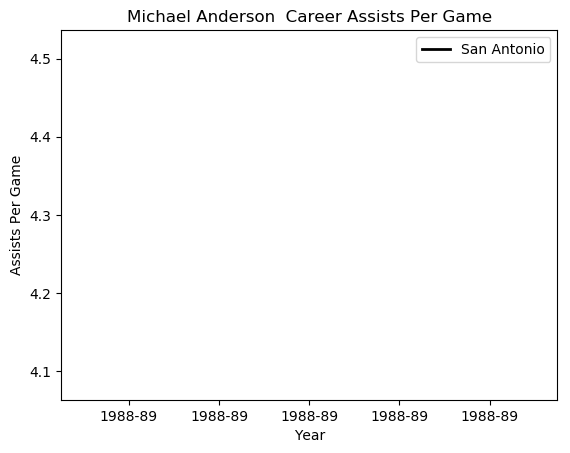 Michael Anderson  Career Assists Per Game
San Antonio
Assists Per Game
4.5
4.4
4.3
4.2
4.1
1988-89 1988-89 1988-89 1988-89 1988-89
Year